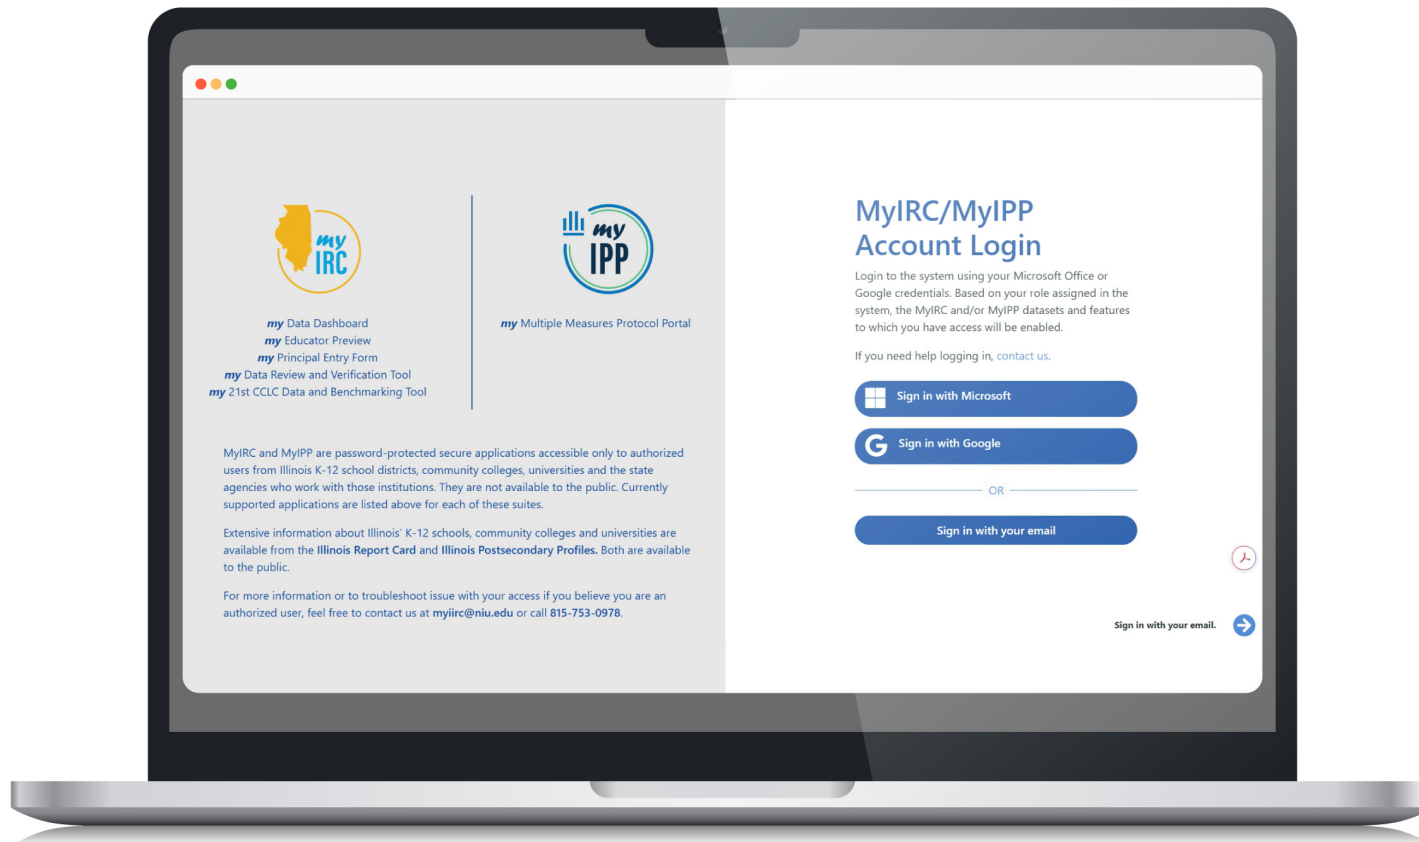 my
IRC
my Data Dashboard
my Educator Preview
my Principal Entry Form
my Data Review and Verification Tool
my 21st CCLC Data and Benchmarking Tool
my
IPP
my Multiple Measures Protocol Portal
MyIRC and MyIPP are password-protected secure applications accessible only to authorized
users from Illinois K-12 school districts, community colleges, universities and the state
agencies who work with those institutions. They are not available to the public. Currently
supported applications are listed above for each of these suites.
Extensive information about Illinois' K-12 schools, community colleges and universities are
available from the Illinois Report Card and Illinois Postsecondary Profiles. Both are available
to the public.
For more information or to troubleshoot issue with your access if you believe you are an
authorized user, feel free to contact us at myiirc@niu.edu or call 815-753-0978.
MyIRC/MyIPP
Account Login
Login to the system using your Microsoft Office or
Google credentials. Based on your role assigned in the
system, the MyIRC and/or MyIPP datasets and features
to which you have access will be enabled.
If you need help logging in, contact us.
Sign in with Microsoft
G Sign in with Google
OR
Sign in with your email
Sign in with your email.